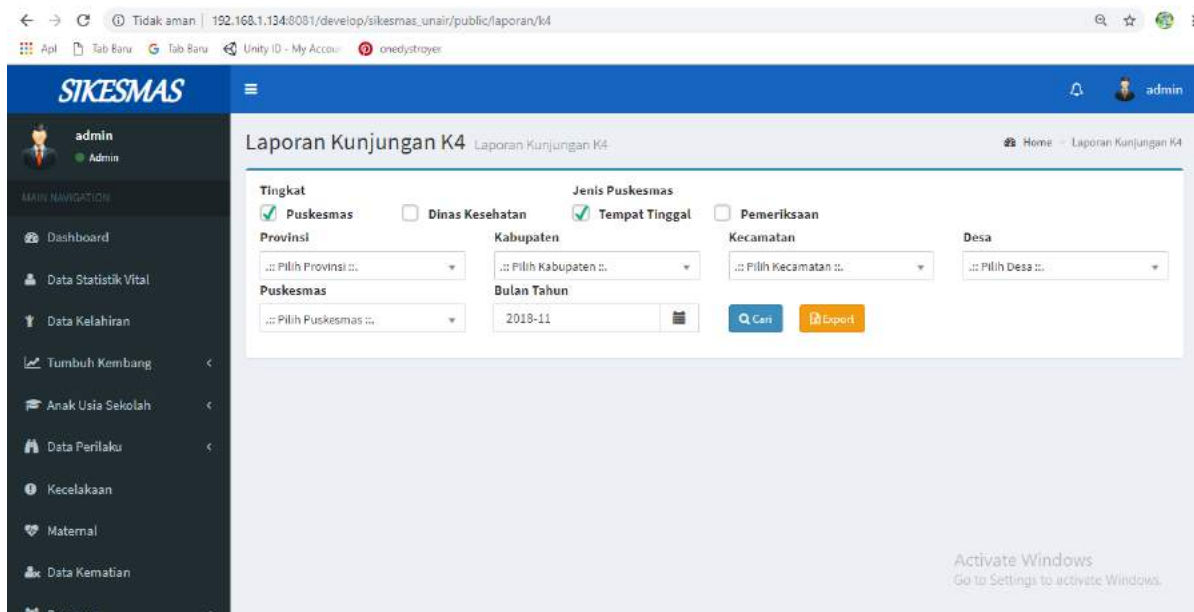 Tidak aman | 192.168.1.134:8081/develop/sikesmas_unair/public/laporan/k4
Apl Tab Baru Tab Baru Unity ID - My Accou onedystroyer
SIKESMAS
admin
admin
Admin
Laporan Kunjungan K4 Laporan Kunjungan K4
Home Laporan Kunjungan K4
MAIN NAVIGATION
Dashboard
Data Statistik Vital
Data Kelahiran
Tumbuh Kembang
Anak Usia Sekolah
Data Perilaku
Kecelakaan
Maternal
Data Kematian
Tingkat Jenis Puskesmas
Puskesmas Dinas Kesehatan Tempat Tinggal Pemeriksaan
Provinsi Kabupaten Kecamatan Desa
.:: Pilih Provinsi ::. .:: Pilih Kabupaten ::. .:: Pilih Kecamatan ::. .:: Pilih Desa ::.
Puskesmas Bulan Tahun
.:: Pilih Puskesmas ::. 2018-11 Cari Export
Activate Windows
Go to Settings to activate Windows.